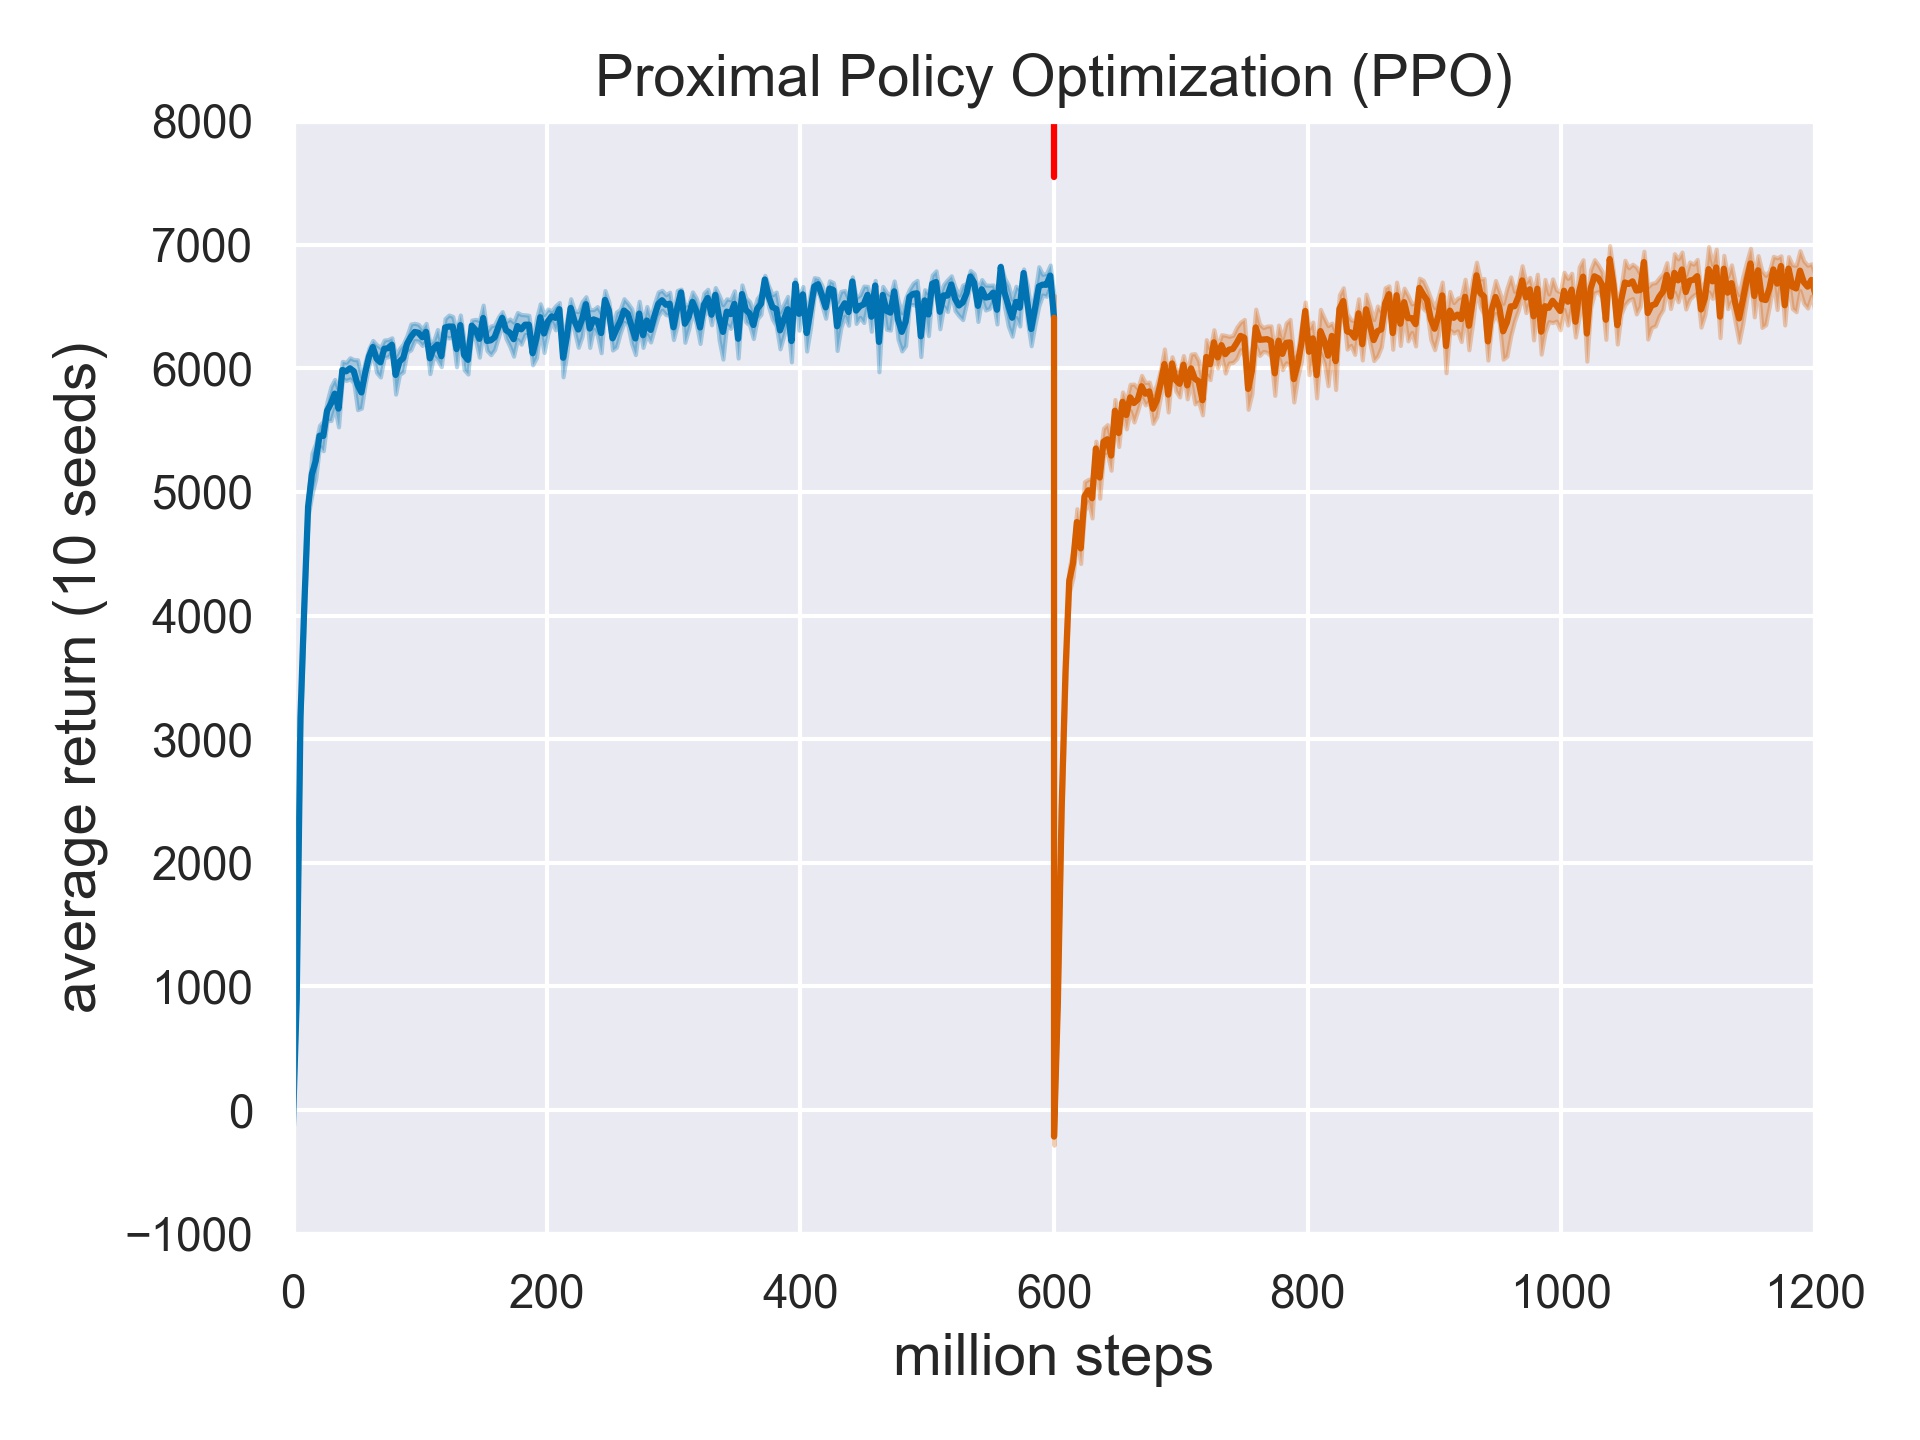 Proximal Policy Optimization (PPO)
average return (10 seeds)
8000
7000
6000
5000
4000
3000
2000
1000
0
−1000
0 200 400 600 800 1000 1200
million steps